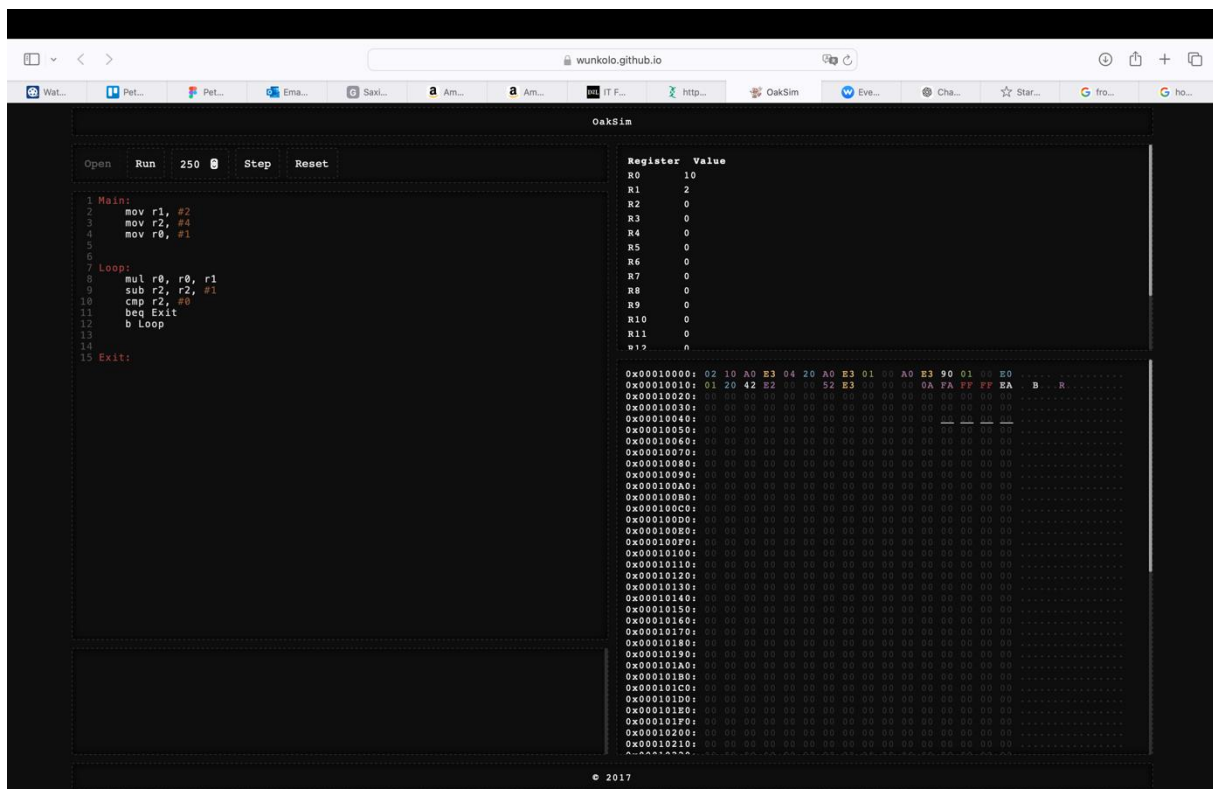 wunkolo.github.io
Wat... Pet... Pet... Ema... G Saxi... a Am... a Am... DZL IT F... http... OakSim Eve... Cha... Star... G fro... G ho...
OakSim
Open Run 250 Step Reset
1 Main:
2 mov r1, #2
3 mov r2, #4
4 mov r0, #1
5
6
7 Loop:
8 mul r0, r0, r1
9 sub r2, r2, #1
10 cmp r2, #0
11 beq Exit
12 b Loop
13
14
15 Exit:
Register Value
R0 10
R1 2
R2 0
R3 0
R4 0
R5 0
R6 0
R7 0
R8 0
R9 0
R10 0
R11 0
R12 0
0x00010000: 02 10 A0 E3 04 20 A0 E3 01 00 A0 E3 90 01 00 E0 ..... ..........
0x00010010: 01 20 42 E2 00 00 52 E3 00 00 00 0A FA FF FF EA . B...R.........
0x00010020: 00 00 00 00 00 00 00 00 00 00 00 00 00 00 00 00 ................
0x00010030: 00 00 00 00 00 00 00 00 00 00 00 00 00 00 00 00 ................
0x00010040: 00 00 00 00 00 00 00 00 00 00 00 00 00 00 00 00 ................
0x00010050: 00 00 00 00 00 00 00 00 00 00 00 00 00 00 00 00 ................
0x00010060: 00 00 00 00 00 00 00 00 00 00 00 00 00 00 00 00 ................
0x00010070: 00 00 00 00 00 00 00 00 00 00 00 00 00 00 00 00 ................
0x00010080: 00 00 00 00 00 00 00 00 00 00 00 00 00 00 00 00 ................
0x00010090: 00 00 00 00 00 00 00 00 00 00 00 00 00 00 00 00 ................
0x000100A0: 00 00 00 00 00 00 00 00 00 00 00 00 00 00 00 00 ................
0x000100B0: 00 00 00 00 00 00 00 00 00 00 00 00 00 00 00 00 ................
0x000100C0: 00 00 00 00 00 00 00 00 00 00 00 00 00 00 00 00 ................
0x000100D0: 00 00 00 00 00 00 00 00 00 00 00 00 00 00 00 00 ................
0x000100E0: 00 00 00 00 00 00 00 00 00 00 00 00 00 00 00 00 ................
0x000100F0: 00 00 00 00 00 00 00 00 00 00 00 00 00 00 00 00 ................
0x00010100: 00 00 00 00 00 00 00 00 00 00 00 00 00 00 00 00 ................
0x00010110: 00 00 00 00 00 00 00 00 00 00 00 00 00 00 00 00 ................
0x00010120: 00 00 00 00 00 00 00 00 00 00 00 00 00 00 00 00 ................
0x00010130: 00 00 00 00 00 00 00 00 00 00 00 00 00 00 00 00 ................
0x00010140: 00 00 00 00 00 00 00 00 00 00 00 00 00 00 00 00 ................
0x00010150: 00 00 00 00 00 00 00 00 00 00 00 00 00 00 00 00 ................
0x00010160: 00 00 00 00 00 00 00 00 00 00 00 00 00 00 00 00 ................
0x00010170: 00 00 00 00 00 00 00 00 00 00 00 00 00 00 00 00 ................
0x00010180: 00 00 00 00 00 00 00 00 00 00 00 00 00 00 00 00 ................
0x00010190: 00 00 00 00 00 00 00 00 00 00 00 00 00 00 00 00 ................
0x000101A0: 00 00 00 00 00 00 00 00 00 00 00 00 00 00 00 00 ................
0x000101B0: 00 00 00 00 00 00 00 00 00 00 00 00 00 00 00 00 ................
0x000101C0: 00 00 00 00 00 00 00 00 00 00 00 00 00 00 00 00 ................
0x000101D0: 00 00 00 00 00 00 00 00 00 00 00 00 00 00 00 00 ................
0x000101E0: 00 00 00 00 00 00 00 00 00 00 00 00 00 00 00 00 ................
0x000101F0: 00 00 00 00 00 00 00 00 00 00 00 00 00 00 00 00 ................
0x00010200: 00 00 00 00 00 00 00 00 00 00 00 00 00 00 00 00 ................
0x00010210: 00 00 00 00 00 00 00 00 00 00 00 00 00 00 00 00 ................
© 2017